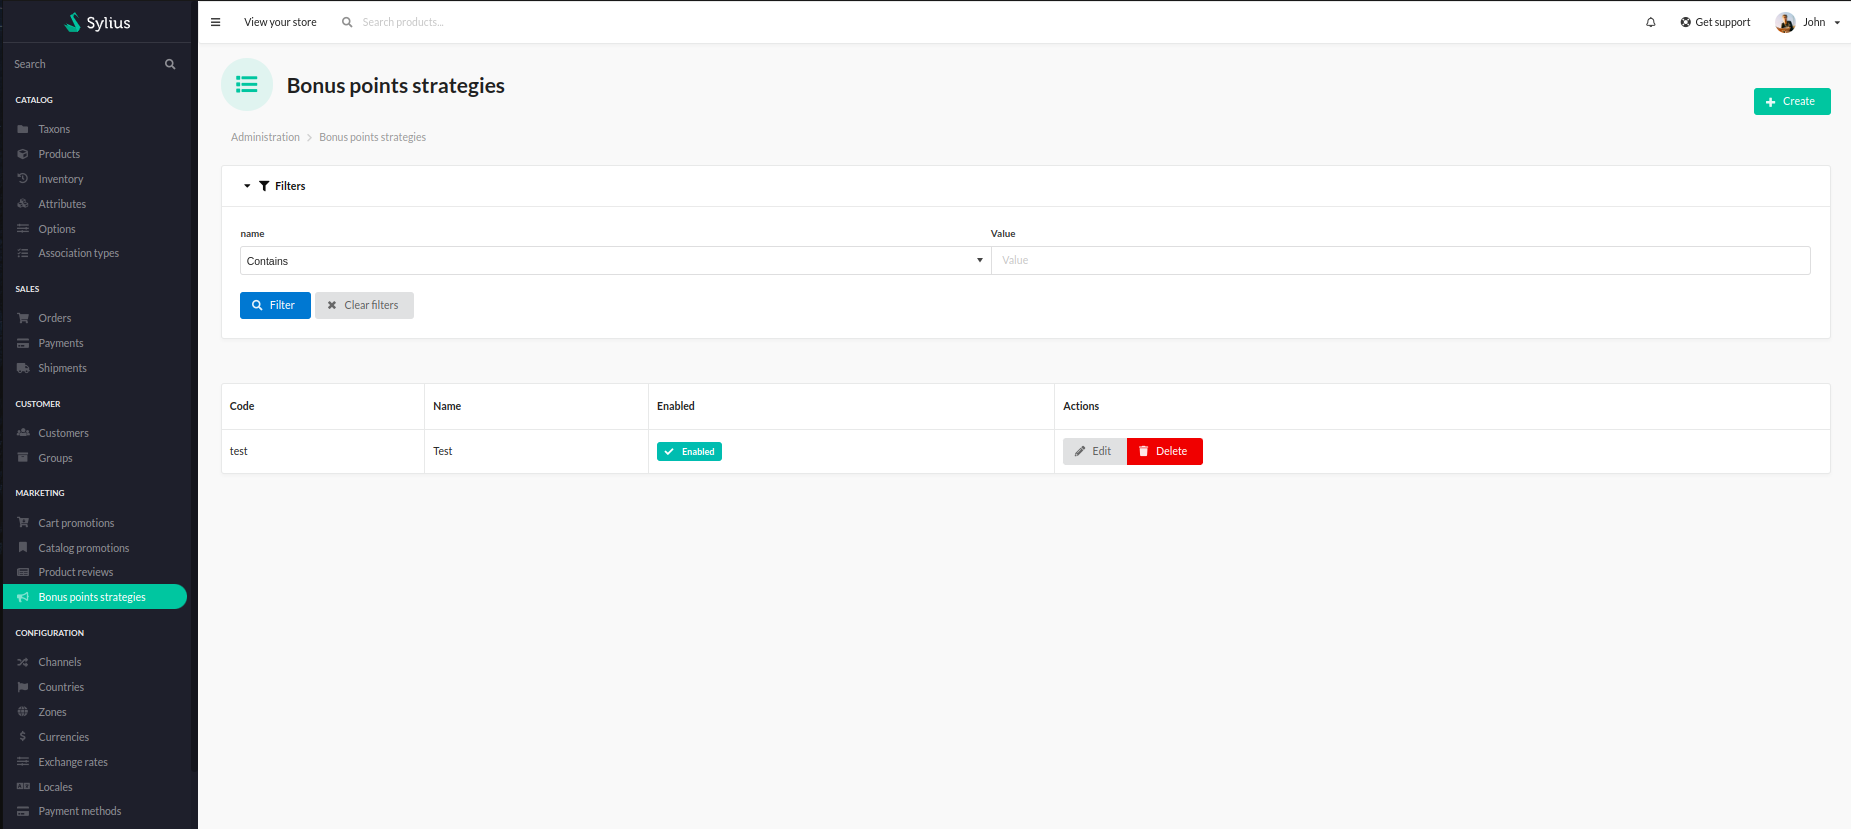 Sylius
View your store
Search products...
Get support
John
Search
CATALOG
Taxons
Products
Inventory
Attributes
Options
Association types
SALES
Orders
Payments
Shipments
CUSTOMER
Customers
Groups
MARKETING
Cart promotions
Catalog promotions
Product reviews
Bonus points strategies
CONFIGURATION
Channels
Countries
Zones
Currencies
Exchange rates
Locales
Payment methods
Bonus points strategies
Create
Administration > Bonus points strategies
Filters
name Value
Contains Value
Filter Clear filters
Code Name Enabled Actions
test Test Enabled Edit Delete